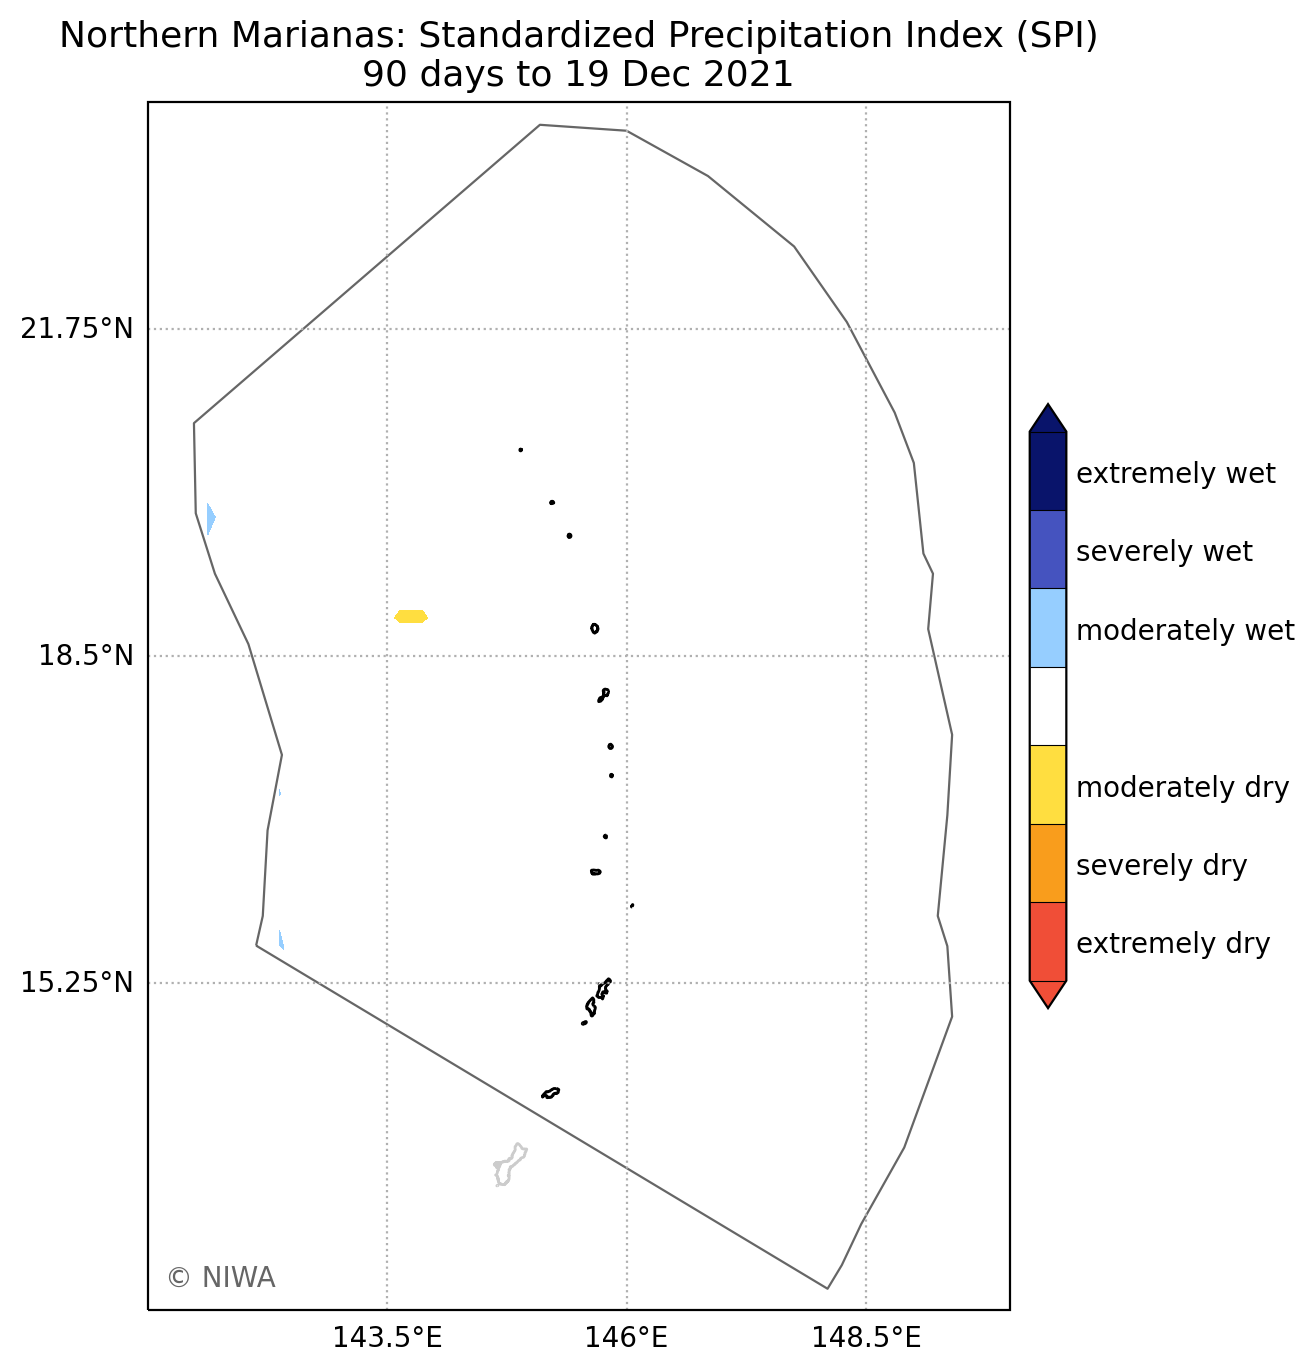 Northern Marianas: Standardized Precipitation Index (SPI)
90 days to 19 Dec 2021
21.75°N
18.5°N
15.25°N
143.5°E
146°E
148.5°E
extremely wet
severely wet
moderately wet
moderately dry
severely dry
extremely dry
© NIWA